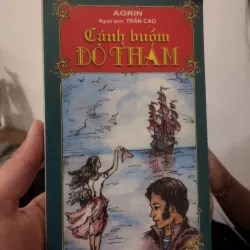 AGRIN
Người dịch: TRẦN CAO
Cánh buồm
ĐỎ THẮM